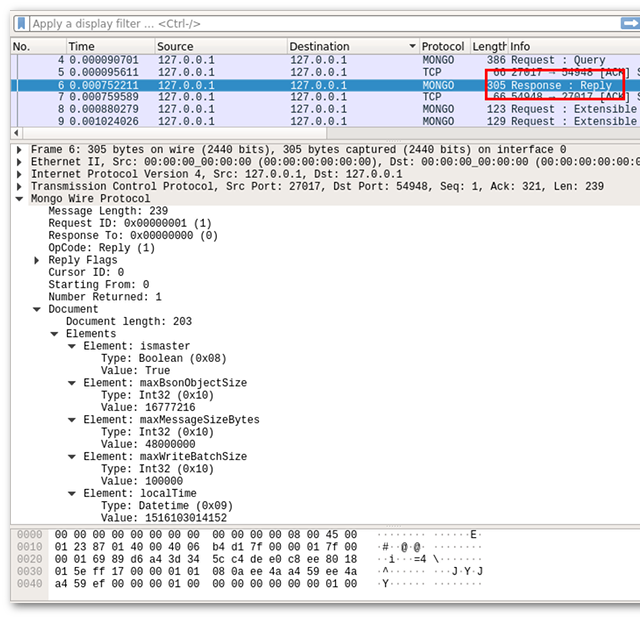 Apply a display filter ... <Ctrl-/>
No. Time Source Destination Protocol Length Info
4 0.000090701 127.0.0.1 127.0.0.1 MONGO 386 Request : Query
5 0.000095611 127.0.0.1 127.0.0.1 TCP 66 27017 → 54948 [ACK] S
6 0.000752211 127.0.0.1 127.0.0.1 MONGO 305 Response : Reply
7 0.000759589 127.0.0.1 127.0.0.1 TCP 66 54948 → 27017 [ACK] S
8 0.000880279 127.0.0.1 127.0.0.1 MONGO 123 Request : Extensible
9 0.001024026 127.0.0.1 127.0.0.1 MONGO 129 Request : Extensible
Frame 6: 305 bytes on wire (2440 bits), 305 bytes captured (2440 bits) on interface 0
Ethernet II, Src: 00:00:00_00:00:00 (00:00:00:00:00:00), Dst: 00:00:00_00:00:00 (00:00:00:00:00:0
Internet Protocol Version 4, Src: 127.0.0.1, Dst: 127.0.0.1
Transmission Control Protocol, Src Port: 27017, Dst Port: 54948, Seq: 1, Ack: 321, Len: 239
Mongo Wire Protocol
Message Length: 239
Request ID: 0x00000001 (1)
Response To: 0x00000000 (0)
OpCode: Reply (1)
Reply Flags
Cursor ID: 0
Starting From: 0
Number Returned: 1
Document
Document length: 203
Elements
Element: ismaster
Type: Boolean (0x08)
Value: True
Element: maxBsonObjectSize
Type: Int32 (0x10)
Value: 16777216
Element: maxMessageSizeBytes
Type: Int32 (0x10)
Value: 48000000
Element: maxWriteBatchSize
Type: Int32 (0x10)
Value: 100000
Element: localTime
Type: Datetime (0x09)
Value: 1516103014152
0000 00 00 00 00 00 00 00 00 00 00 00 00 08 00 45 00 ········ ······E·
0010 01 23 87 01 40 00 40 06 b4 d1 7f 00 00 01 7f 00 ·#··@·@· ········
0020 00 01 69 89 d6 a4 3d 34 5c c4 de e0 c8 ee 80 18 ··i···=4 \·······
0030 01 5e ff 17 00 00 01 01 08 0a ee 4a a4 59 ee 4a ·^······ ···J·Y·J
0040 a4 59 ef 00 00 00 01 00 00 00 00 00 00 00 01 00 ·Y······ ········